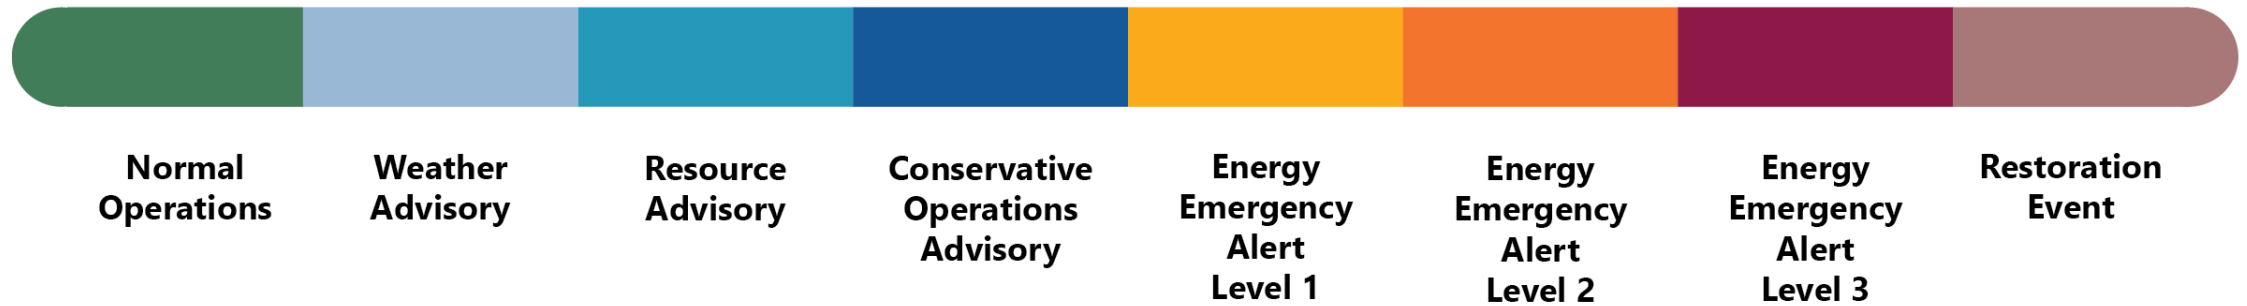 Normal
Operations
Weather
Advisory
Resource
Advisory
Conservative
Operations
Advisory
Energy
Emergency
Alert
Level 1
Energy
Emergency
Alert
Level 2
Energy
Emergency
Alert
Level 3
Restoration
Event